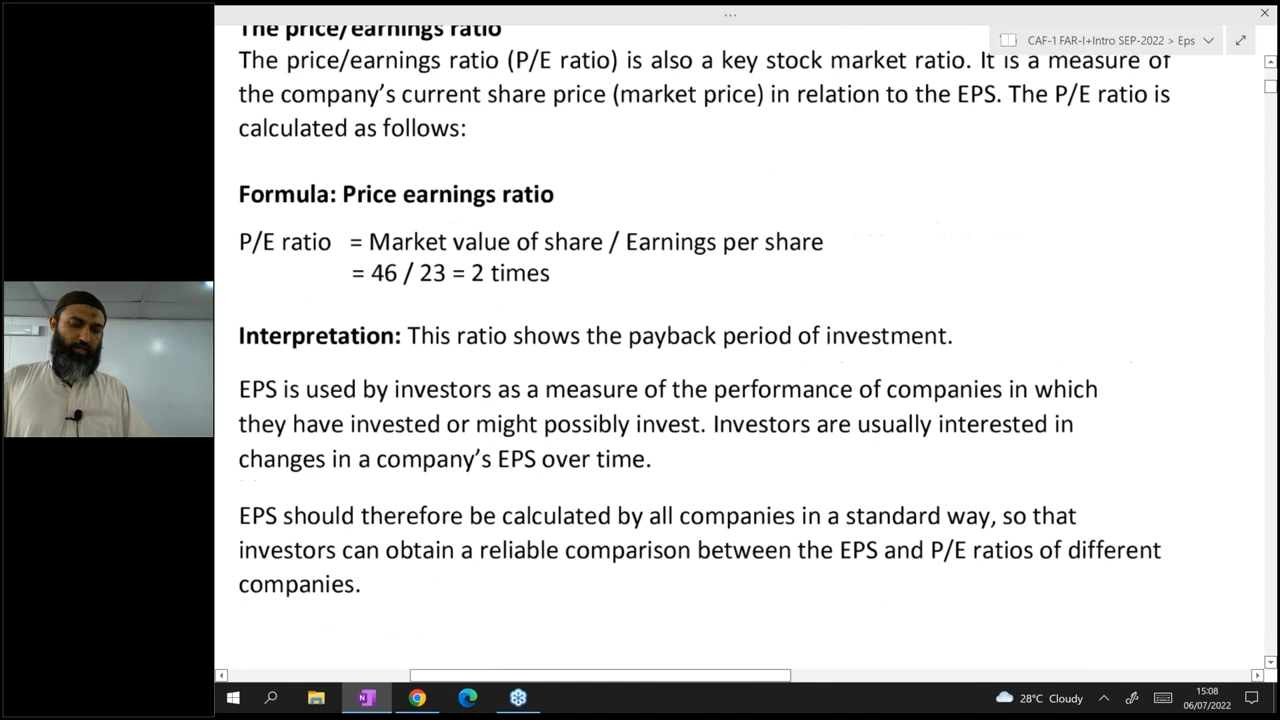 The price/earnings ratio
CAF-1 FAR-I+Intro SEP-2022 > Eps
The price/earnings ratio (P/E ratio) is also a key stock market ratio. It is a measure of
the company's current share price (market price) in relation to the EPS. The P/E ratio is
calculated as follows:
Formula: Price earnings ratio
P/E ratio = Market value of share / Earnings per share
= 46 / 23 = 2 times
Interpretation: This ratio shows the payback period of investment.
EPS is used by investors as a measure of the performance of companies in which
they have invested or might possibly invest. Investors are usually interested in
changes in a company's EPS over time.
EPS should therefore be calculated by all companies in a standard way, so that
investors can obtain a reliable comparison between the EPS and P/E ratios of different
companies.
28°C Cloudy
15:08
06/07/2022